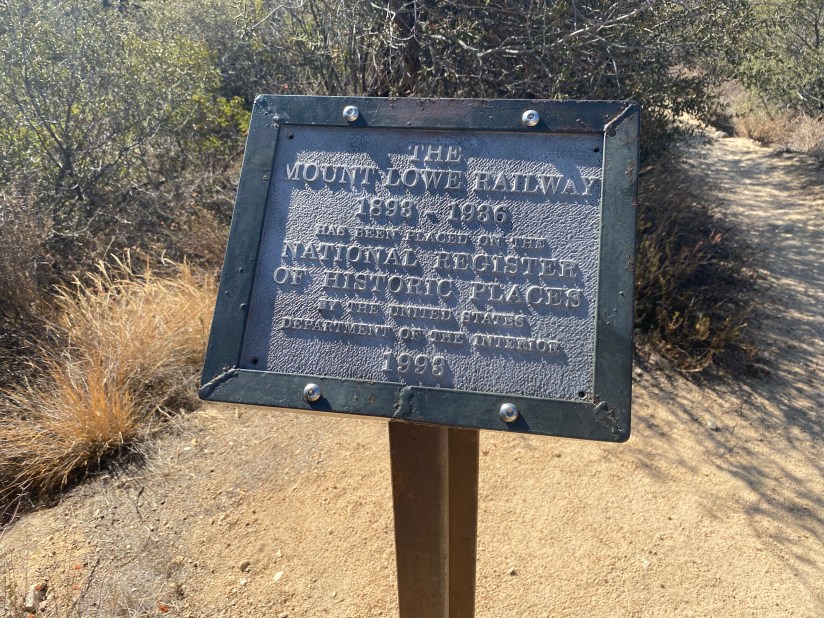 THE
MOUNT LOWE RAILWAY
1893 - 1936
HAS BEEN PLACED ON THE
NATIONAL REGISTER
OF HISTORIC PLACES
BY THE UNITED STATES
DEPARTMENT OF THE INTERIOR
1993